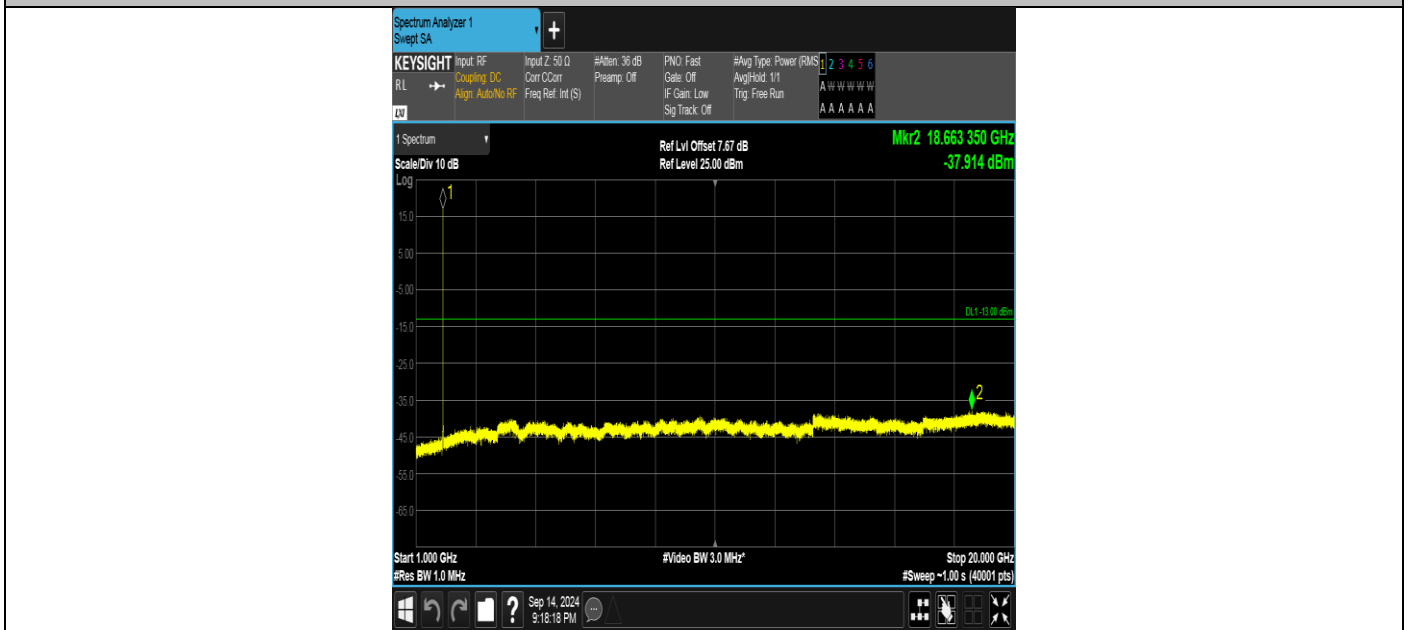 Spectrum Analyzer 1
Swept SA
+
KEYSIGHT Input: RF Input Z: 50 Ω #Atten: 36 dB PNO: Fast #Avg Type: Power (RMS 1 2 3 4 5 6
RL Coupling: DC Corr CCorr Preamp: Off Gate: Off Avg|Hold: 1/1 A W W W W W
Align: Auto/No RF Freq Ref: Int (S) IF Gain: Low Trig: Free Run
LXI Sig Track: Off A A A A A A
1 Spectrum Ref Lvl Offset 7.67 dB Mkr2 18.663 350 GHz
Scale/Div 10 dB Ref Level 25.00 dBm -37.914 dBm
Log
1
15.0
5.00
-5.00
DL1 -13.00 dBm
-15.0
-25.0
2
-35.0
-45.0
-55.0
-65.0
Start 1.000 GHz #Video BW 3.0 MHz* Stop 20.000 GHz
#Res BW 1.0 MHz #Sweep ~1.00 s (40001 pts)
? Sep 14, 2024
9:18:18 PM